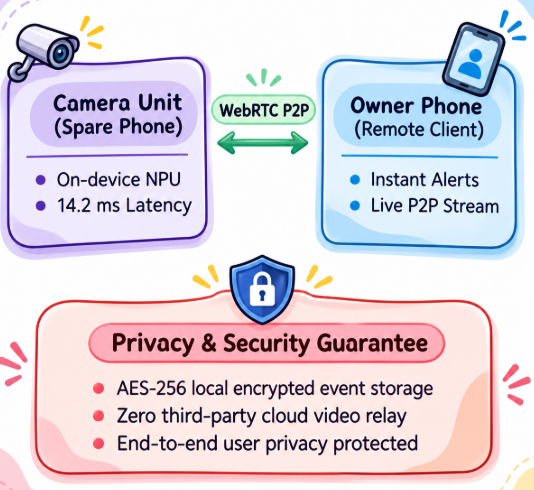 Camera Unit
(Spare Phone)
On-device NPU
14.2 ms Latency
WebRTC P2P
Owner Phone
(Remote Client)
Instant Alerts
Live P2P Stream
Privacy & Security Guarantee
AES-256 local encrypted event storage
Zero third-party cloud video relay
End-to-end user privacy protected